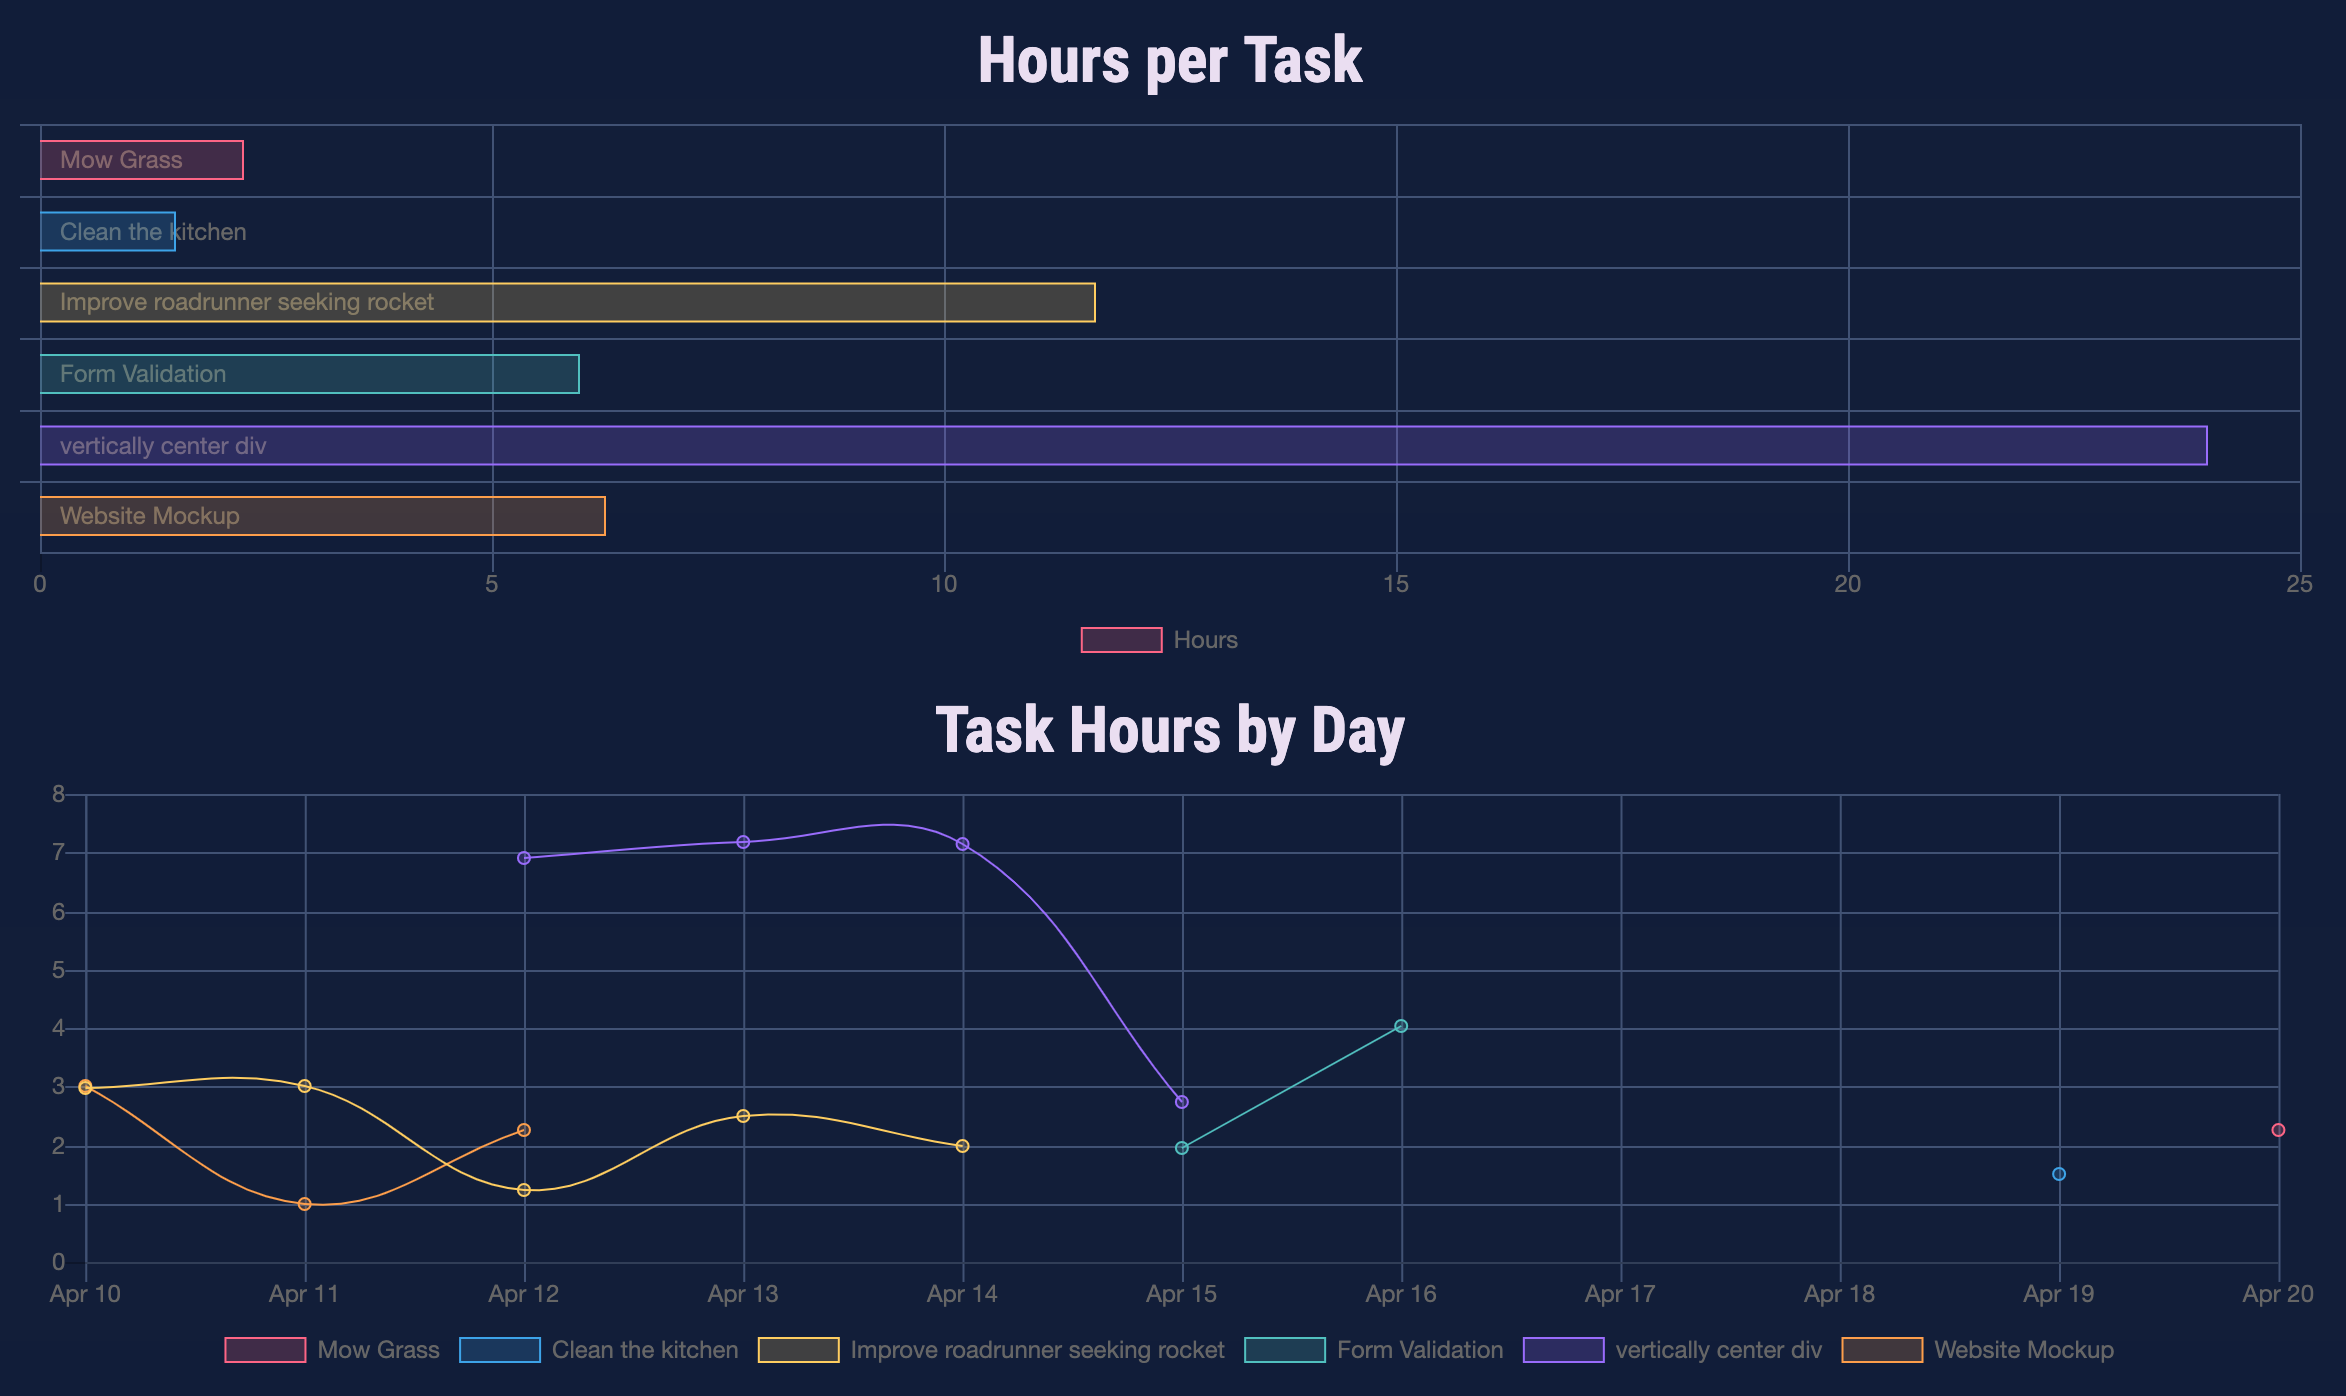 Hours per Task
Mow Grass
Clean the kitchen
Improve roadrunner seeking rocket
Form Validation
vertically center div
Website Mockup
0 5 10 15 20 25
Hours
Task Hours by Day
8
7
6
5
4
3
2
1
0
Apr 10 Apr 11 Apr 12 Apr 13 Apr 14 Apr 15 Apr 16 Apr 17 Apr 18 Apr 19 Apr 20
Mow Grass Clean the kitchen Improve roadrunner seeking rocket Form Validation vertically center div Website Mockup